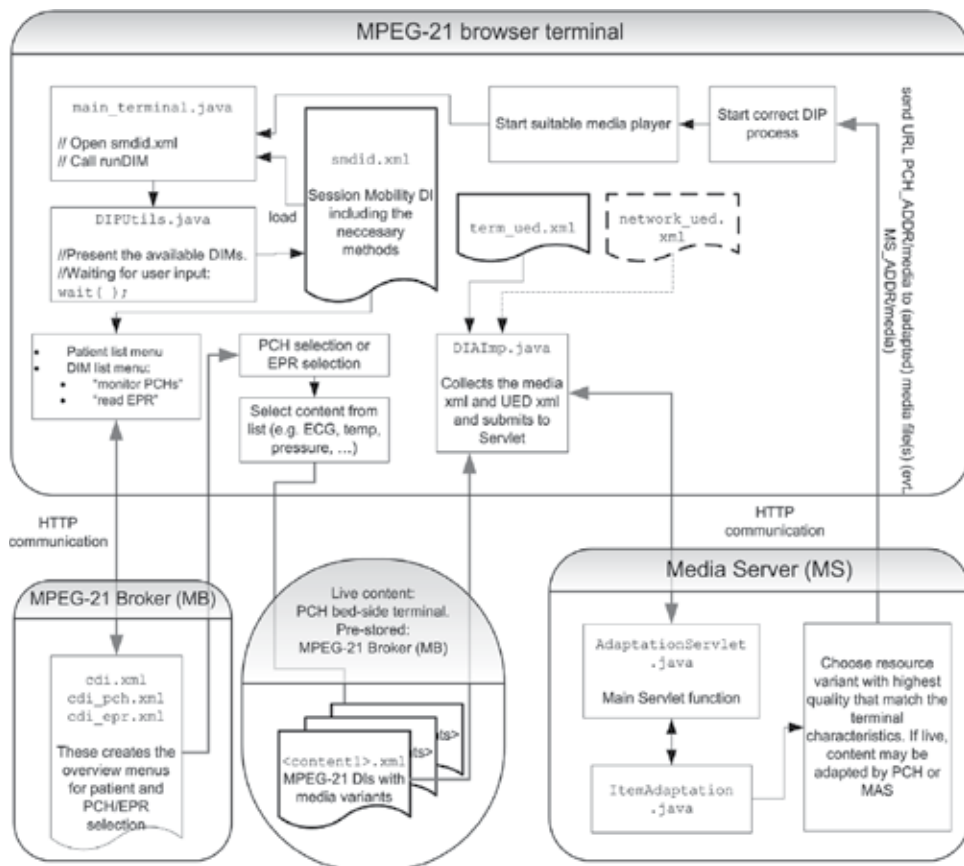 MPEG-21 browser terminal
main_terminal.java
// Open smdid.xml
// Call runDIM
DIPUtils.java
//Present the available DIMs.
//Waiting for user input:
wait( );
load
smdid.xml
Session Mobility DI
including the
neccesary
methods
Start suitable media player
Start correct DIP
process
term_ued.xml
network_ued.
xml
send URL PCH_ADDR/media to (adapted) media file(s) (evt.
MS_ADDR/media)
• Patient list menu
• DIM list menu:
• "monitor PCHs"
• "read EPR"
PCH selection or
EPR selection
Select content from
list (e.g. ECG, temp,
pressure, …)
DIAImp.java
Collects the media
xml and UED xml
and submits to
Servlet
HTTP
communication
HTTP
communication
MPEG-21 Broker (MB)
cdi.xml
cdi_pch.xml
cdi_epr.xml
These creates the
overview menus
for patient and
PCH/EPR
selection
Live content:
PCH bed-side terminal.
Pre-stored:
MPEG-21 Broker (MB)
ts>
ts>
<content1>.xml
MPEG-21 DIs with
media variants
Media Server (MS)
AdaptationServlet
.java
Main Servlet function
ItemAdaptation
.java
Choose resource
variant with highest
quality that match the
terminal
characteristics. If live,
content may be
adapted by PCH or
MAS